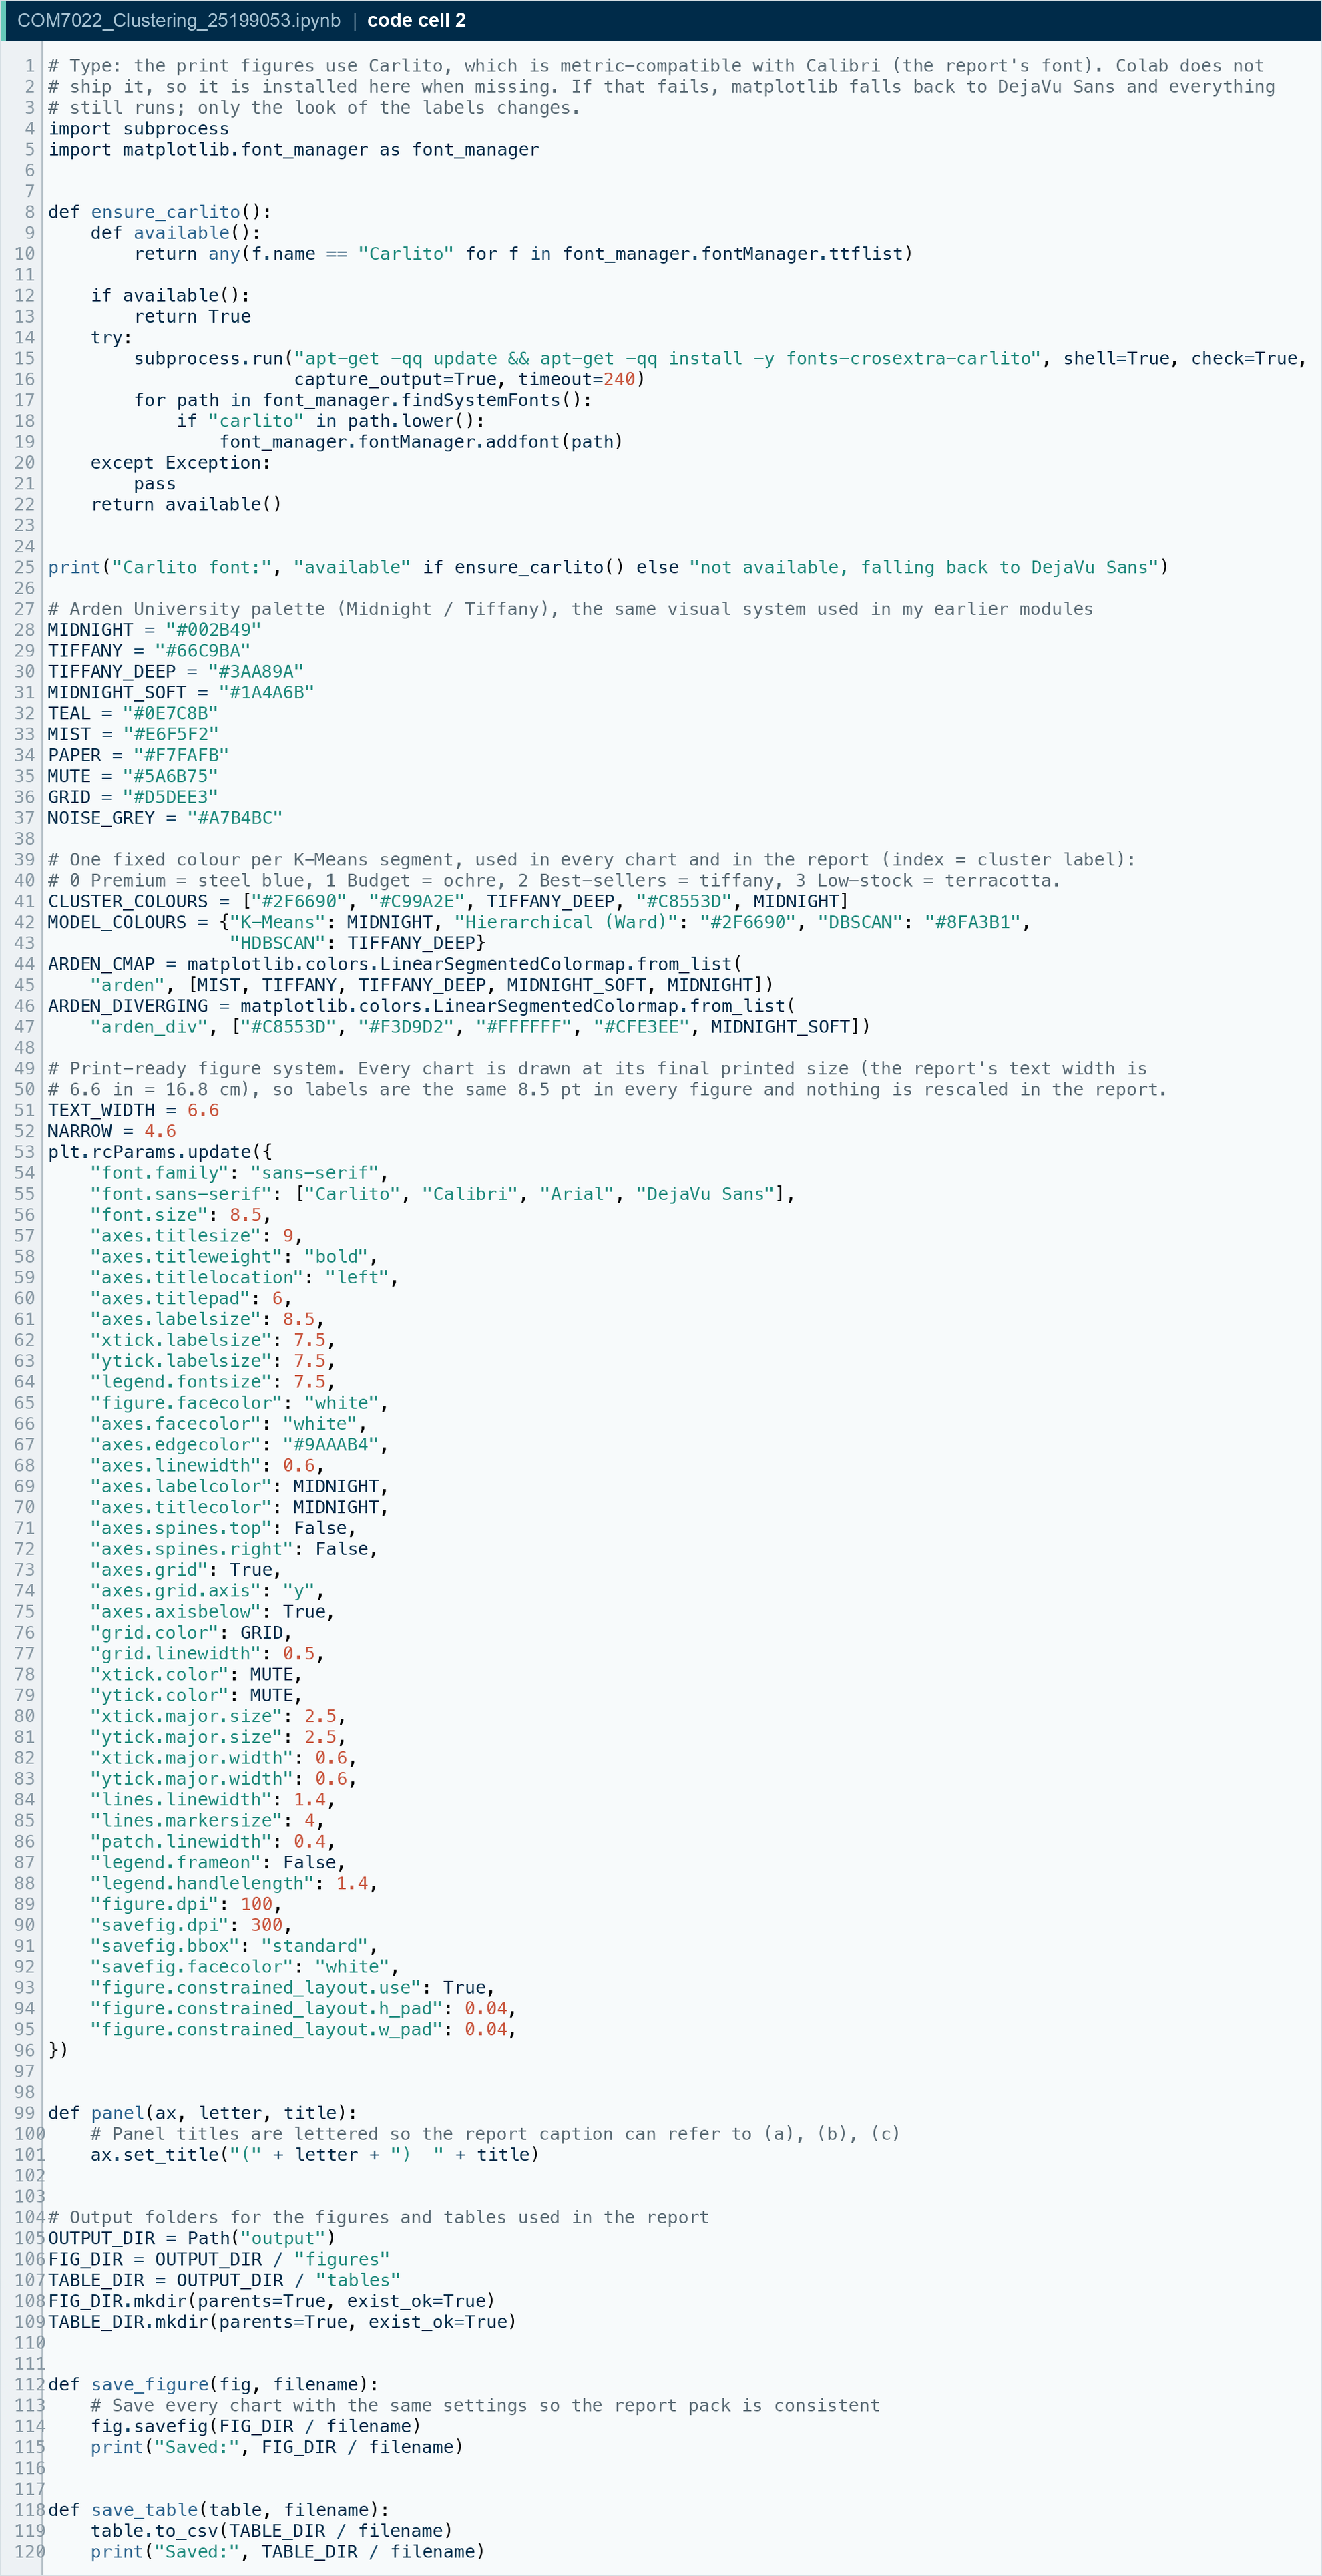 COM7022_Clustering_25199053.ipynb | code cell 2
1 # Type: the print figures use Carlito, which is metric-compatible with Calibri (the report's font). Colab does not
2 # ship it, so it is installed here when missing. If that fails, matplotlib falls back to DejaVu Sans and everything
3 # still runs; only the look of the labels changes.
4 import subprocess
5 import matplotlib.font_manager as font_manager
6
7
8 def ensure_carlito():
9     def available():
10         return any(f.name == "Carlito" for f in font_manager.fontManager.ttflist)
11
12     if available():
13         return True
14     try:
15         subprocess.run("apt-get -qq update && apt-get -qq install -y fonts-crosextra-carlito", shell=True, check=True,
16                        capture_output=True, timeout=240)
17         for path in font_manager.findSystemFonts():
18             if "carlito" in path.lower():
19                 font_manager.fontManager.addfont(path)
20     except Exception:
21         pass
22     return available()
23
24
25 print("Carlito font:", "available" if ensure_carlito() else "not available, falling back to DejaVu Sans")
26
27 # Arden University palette (Midnight / Tiffany), the same visual system used in my earlier modules
28 MIDNIGHT = "#002B49"
29 TIFFANY = "#66C9BA"
30 TIFFANY_DEEP = "#3AA89A"
31 MIDNIGHT_SOFT = "#1A4A6B"
32 TEAL = "#0E7C8B"
33 MIST = "#E6F5F2"
34 PAPER = "#F7FAFB"
35 MUTE = "#5A6B75"
36 GRID = "#D5DEE3"
37 NOISE_GREY = "#A7B4BC"
38
39 # One fixed colour per K-Means segment, used in every chart and in the report (index = cluster label):
40 # 0 Premium = steel blue, 1 Budget = ochre, 2 Best-sellers = tiffany, 3 Low-stock = terracotta.
41 CLUSTER_COLOURS = ["#2F6690", "#C99A2E", TIFFANY_DEEP, "#C8553D", MIDNIGHT]
42 MODEL_COLOURS = {"K-Means": MIDNIGHT, "Hierarchical (Ward)": "#2F6690", "DBSCAN": "#8FA3B1",
43                  "HDBSCAN": TIFFANY_DEEP}
44 ARDEN_CMAP = matplotlib.colors.LinearSegmentedColormap.from_list(
45     "arden", [MIST, TIFFANY, TIFFANY_DEEP, MIDNIGHT_SOFT, MIDNIGHT])
46 ARDEN_DIVERGING = matplotlib.colors.LinearSegmentedColormap.from_list(
47     "arden_div", ["#C8553D", "#F3D9D2", "#FFFFFF", "#CFE3EE", MIDNIGHT_SOFT])
48
49 # Print-ready figure system. Every chart is drawn at its final printed size (the report's text width is
50 # 6.6 in = 16.8 cm), so labels are the same 8.5 pt in every figure and nothing is rescaled in the report.
51 TEXT_WIDTH = 6.6
52 NARROW = 4.6
53 plt.rcParams.update({
54     "font.family": "sans-serif",
55     "font.sans-serif": ["Carlito", "Calibri", "Arial", "DejaVu Sans"],
56     "font.size": 8.5,
57     "axes.titlesize": 9,
58     "axes.titleweight": "bold",
59     "axes.titlelocation": "left",
60     "axes.titlepad": 6,
61     "axes.labelsize": 8.5,
62     "xtick.labelsize": 7.5,
63     "ytick.labelsize": 7.5,
64     "legend.fontsize": 7.5,
65     "figure.facecolor": "white",
66     "axes.facecolor": "white",
67     "axes.edgecolor": "#9AAAB4",
68     "axes.linewidth": 0.6,
69     "axes.labelcolor": MIDNIGHT,
70     "axes.titlecolor": MIDNIGHT,
71     "axes.spines.top": False,
72     "axes.spines.right": False,
73     "axes.grid": True,
74     "axes.grid.axis": "y",
75     "axes.axisbelow": True,
76     "grid.color": GRID,
77     "grid.linewidth": 0.5,
78     "xtick.color": MUTE,
79     "ytick.color": MUTE,
80     "xtick.major.size": 2.5,
81     "ytick.major.size": 2.5,
82     "xtick.major.width": 0.6,
83     "ytick.major.width": 0.6,
84     "lines.linewidth": 1.4,
85     "lines.markersize": 4,
86     "patch.linewidth": 0.4,
87     "legend.frameon": False,
88     "legend.handlelength": 1.4,
89     "figure.dpi": 100,
90     "savefig.dpi": 300,
91     "savefig.bbox": "standard",
92     "savefig.facecolor": "white",
93     "figure.constrained_layout.use": True,
94     "figure.constrained_layout.h_pad": 0.04,
95     "figure.constrained_layout.w_pad": 0.04,
96 })
97
98
99 def panel(ax, letter, title):
100     # Panel titles are lettered so the report caption can refer to (a), (b), (c)
101     ax.set_title("(" + letter + ")  " + title)
102
103
104 # Output folders for the figures and tables used in the report
105 OUTPUT_DIR = Path("output")
106 FIG_DIR = OUTPUT_DIR / "figures"
107 TABLE_DIR = OUTPUT_DIR / "tables"
108 FIG_DIR.mkdir(parents=True, exist_ok=True)
109 TABLE_DIR.mkdir(parents=True, exist_ok=True)
110
111
112 def save_figure(fig, filename):
113     # Save every chart with the same settings so the report pack is consistent
114     fig.savefig(FIG_DIR / filename)
115     print("Saved:", FIG_DIR / filename)
116
117
118 def save_table(table, filename):
119     table.to_csv(TABLE_DIR / filename)
120     print("Saved:", TABLE_DIR / filename)